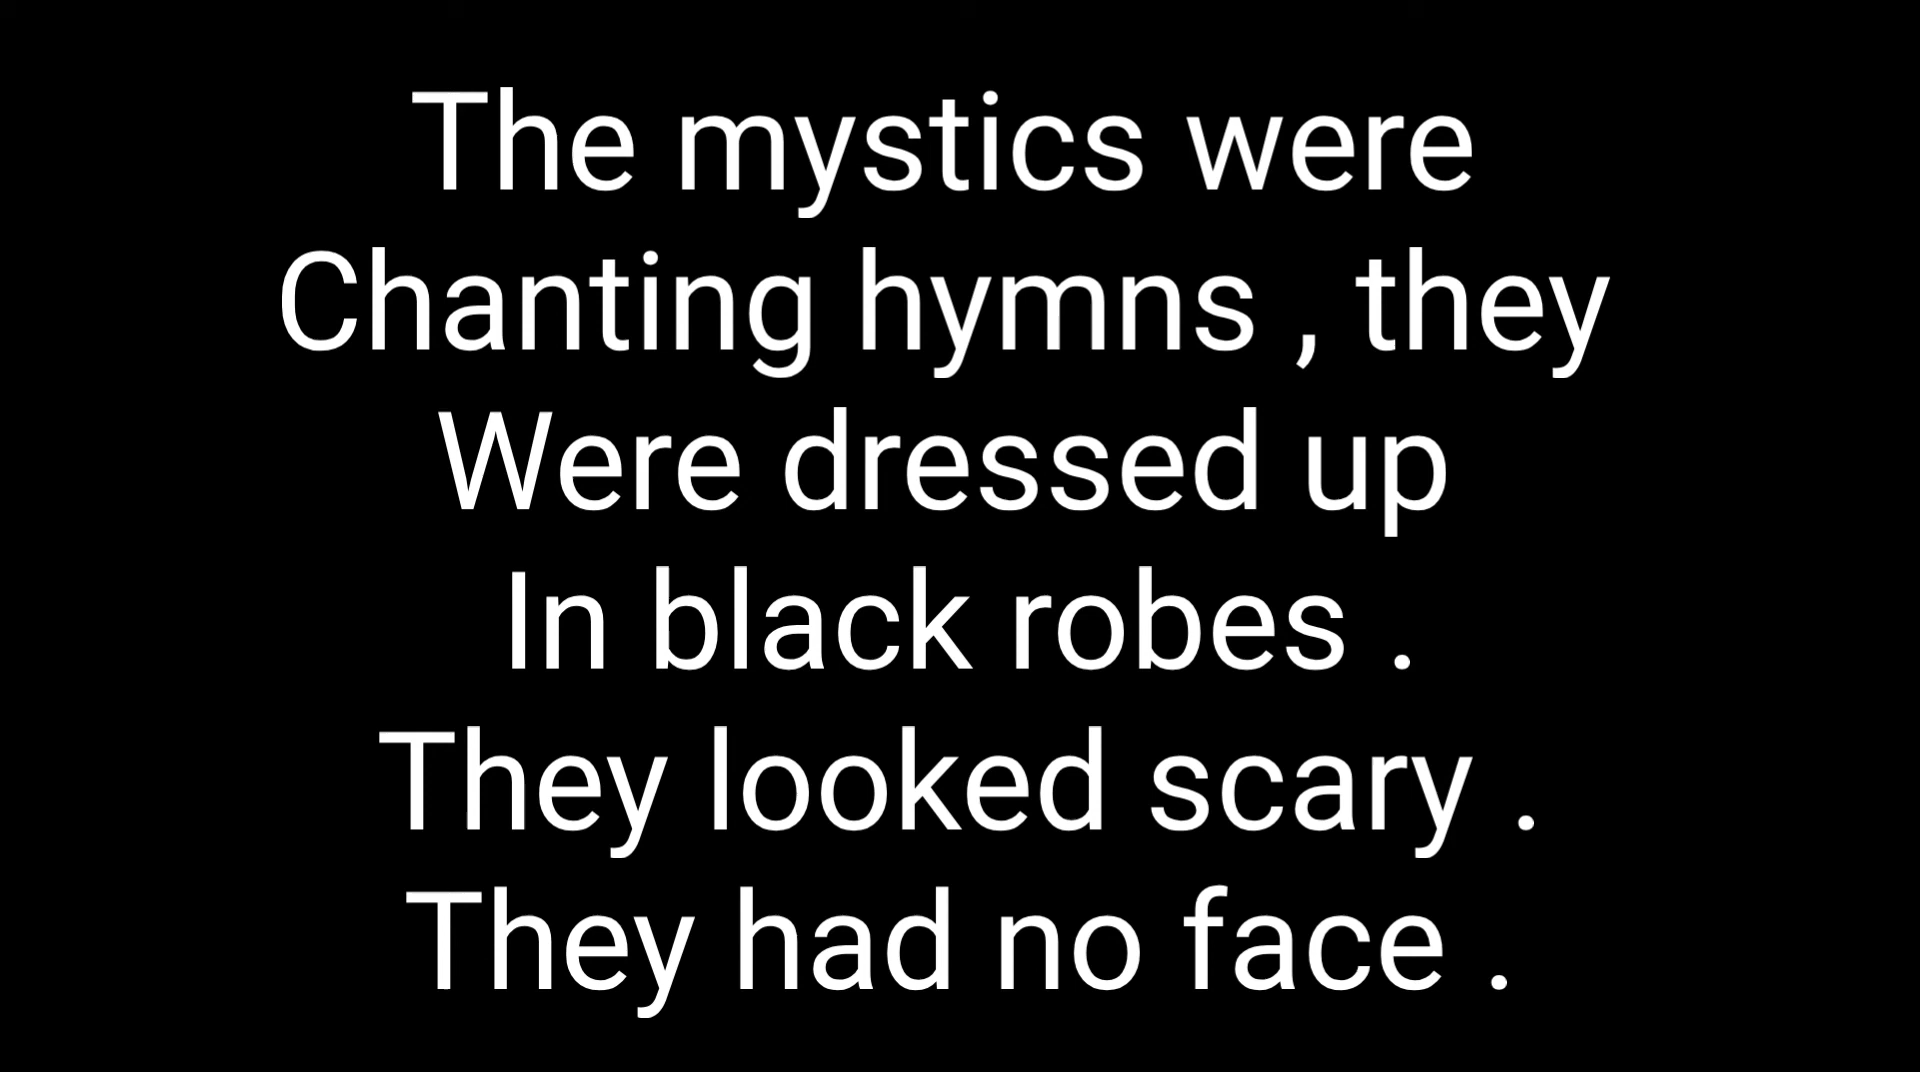 The mystics were
Chanting hymns , they
Were dressed up
In black robes .
They looked scary .
They had no face .